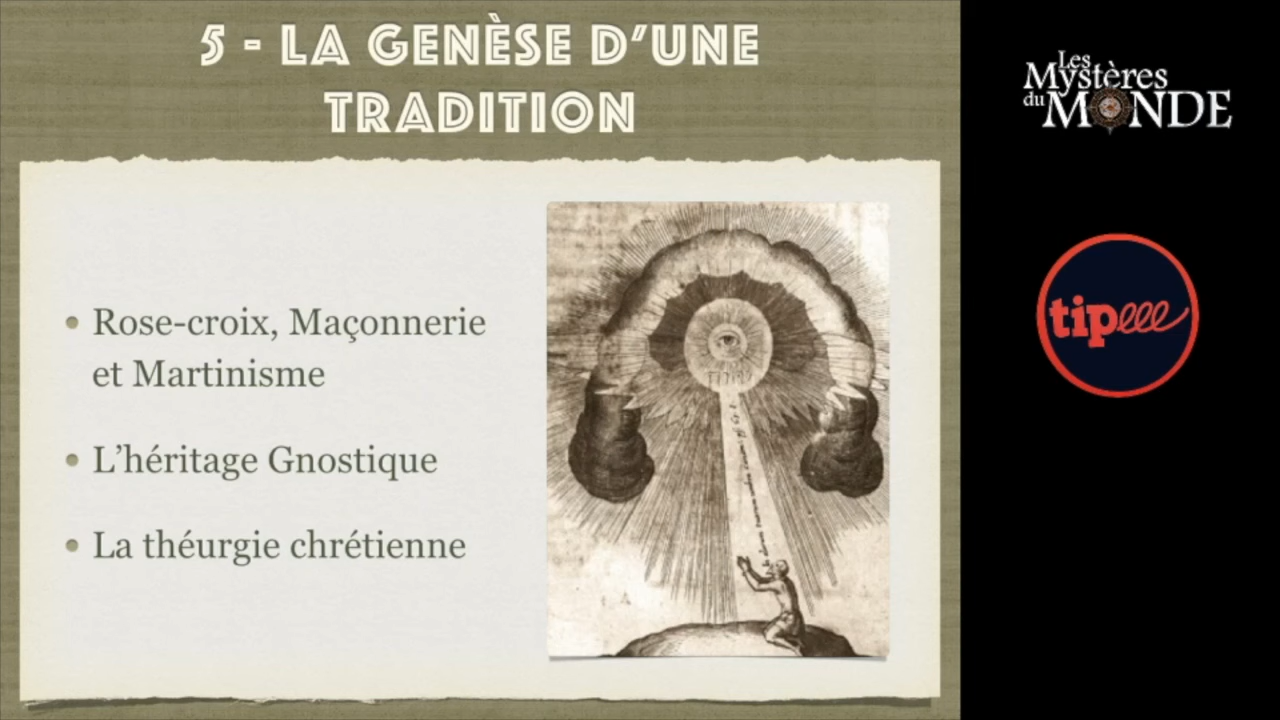 5 - LA GENÈSE D’UNE
TRADITION
• Rose-croix, Maçonnerie
et Martinisme
• L’héritage Gnostique
• La théurgie chrétienne
Les
Mystères
du MONDE
tipeee